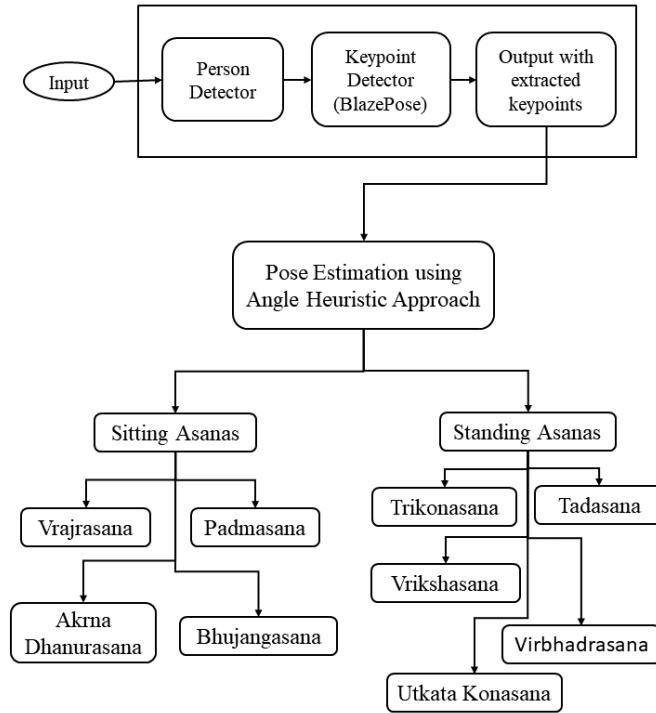 Input
Person
Detector
Keypoint
Detector
(BlazePose)
Output with
extracted
keypoints
Pose Estimation using
Angle Heuristic Approach
Sitting Asanas
Standing Asanas
Vrajrasana
Padmasana
Trikonasana
Tadasana
Vrikshasana
Akrna
Dhanurasana
Bhujangasana
Virbhadrasana
Utkata Konasana